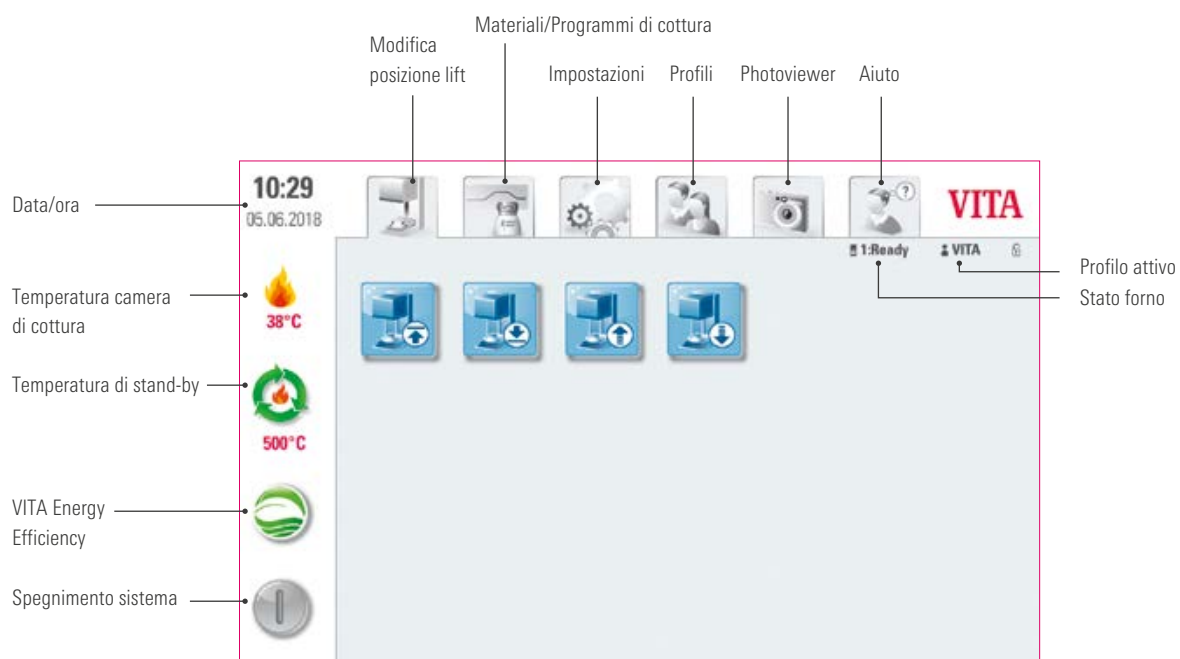 Materiali/Programmi di cottura
Modifica
posizione lift
Impostazioni
Profili
Photoviewer
Aiuto
Data/ora
10:29
05.06.2018
?
VITA
1:Ready
VITA
Profilo attivo
Stato forno
Temperatura camera
di cottura
38°C
Temperatura di stand-by
500°C
VITA Energy
Efficiency
Spegnimento sistema